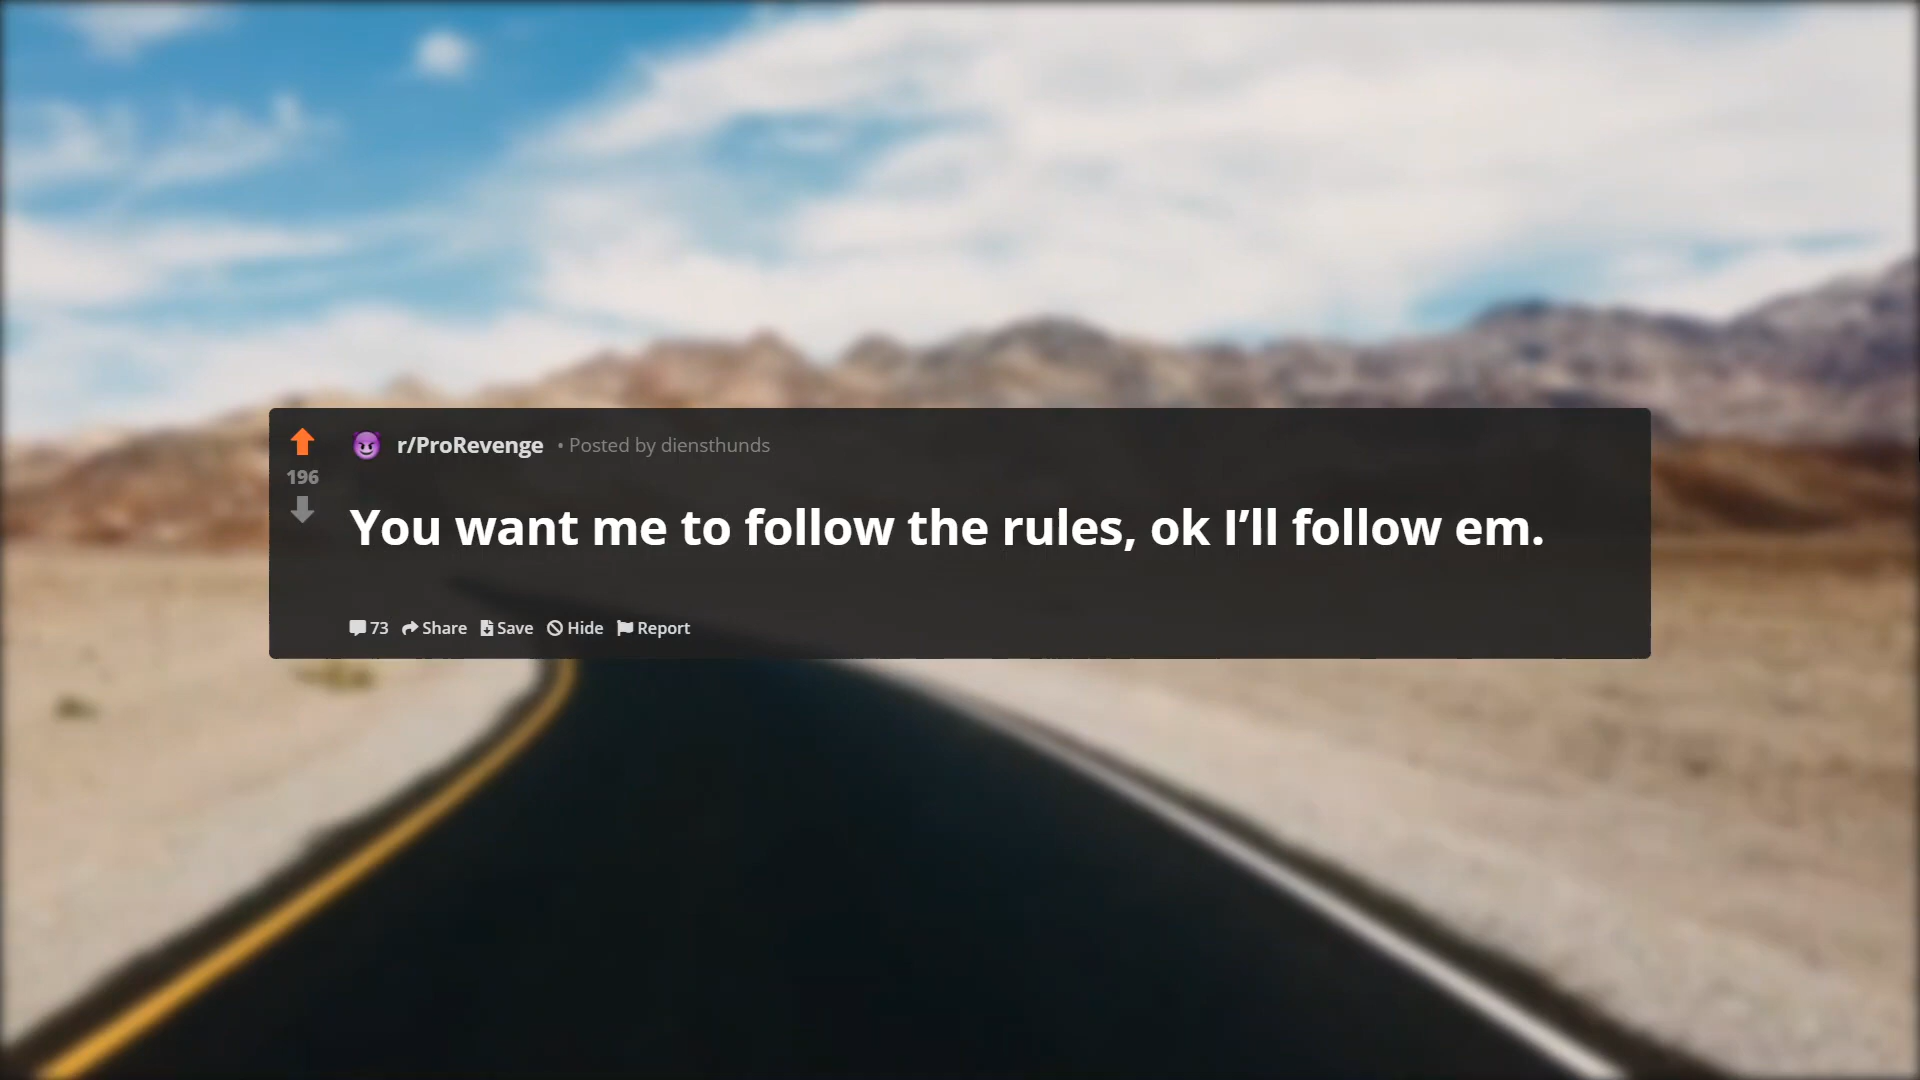 r/ProRevenge • Posted by diensthunds
196
You want me to follow the rules, ok I’ll follow em.
73 Share Save Hide Report